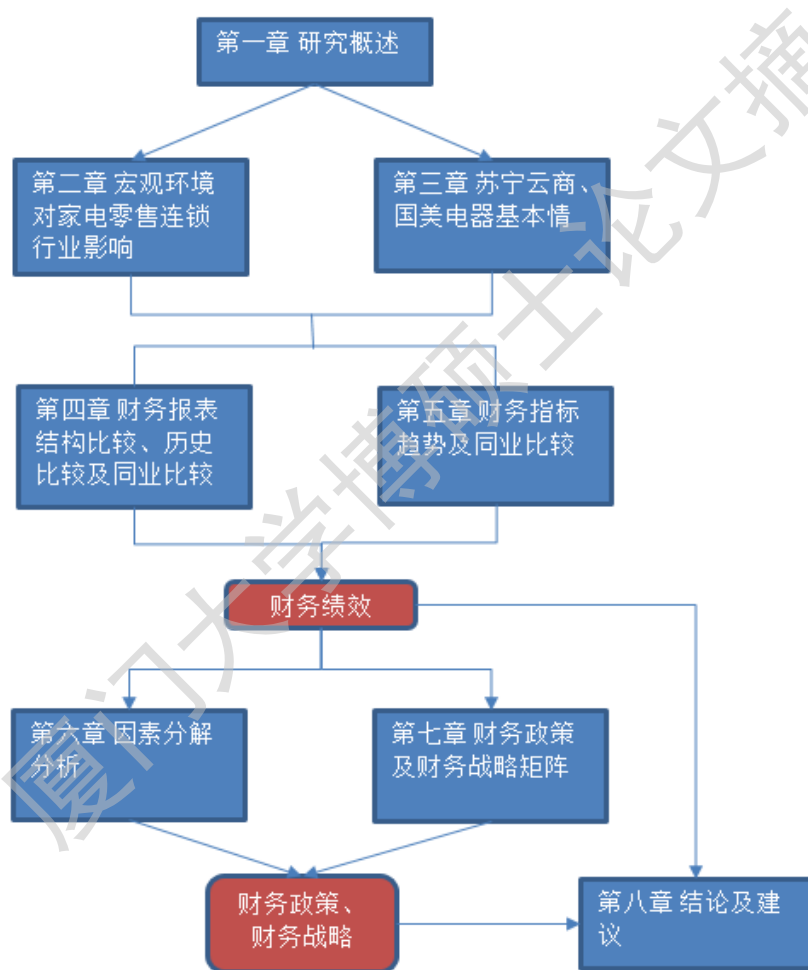 第一章 研究概述
第二章 宏观环境
对家电零售连锁
行业影响
第三章 苏宁云商、
国美电器基本情
第四章 财务报表
结构比较、历史
比较及同业比较
第五章 财务指标
趋势及同业比较
财务绩效
第六章 因素分解
分析
第七章 财务政策
及财务战略矩阵
财务政策、
财务战略
第八章 结论及建
议
厦门大学博硕士论文摘